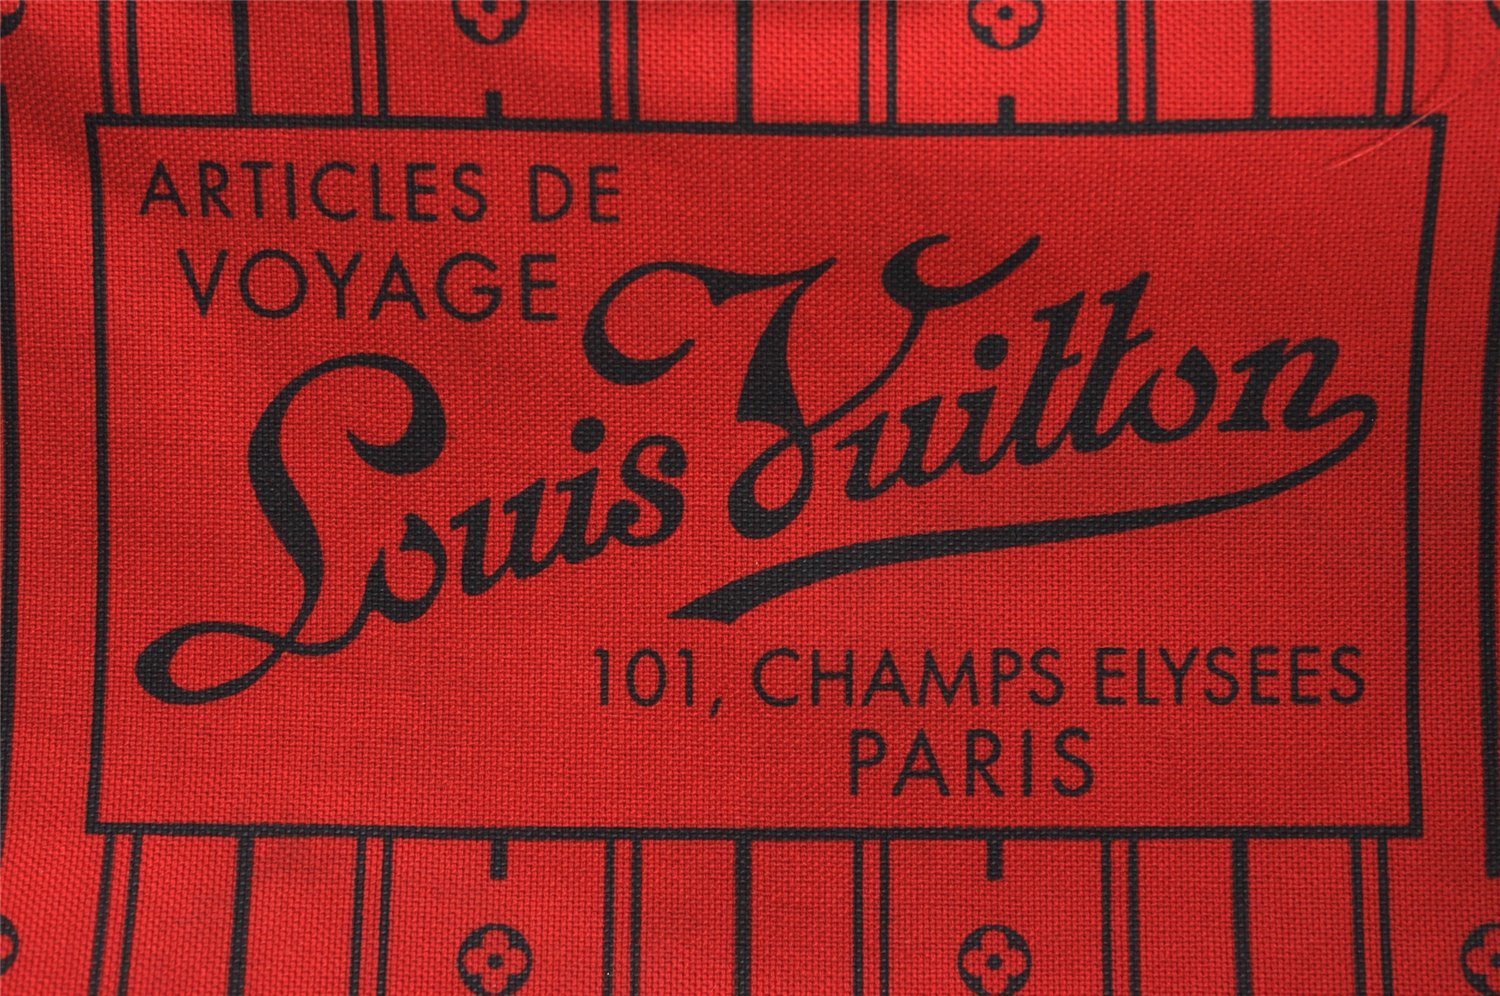 ARTICLES DE
VOYAGE
Louis Vuitton
101, CHAMPS ELYSEES
PARIS